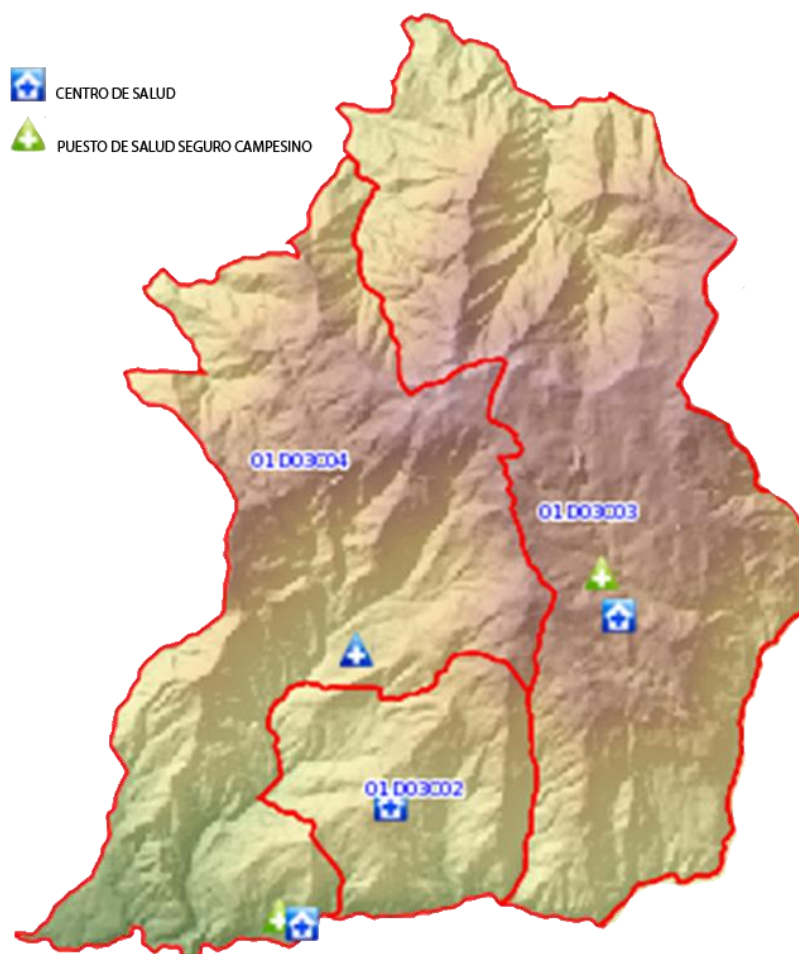 CENTRO DE SALUD
PUESTO DE SALUD SEGURO CAMPESINO
01D03C04
01D03C03
01D03C02